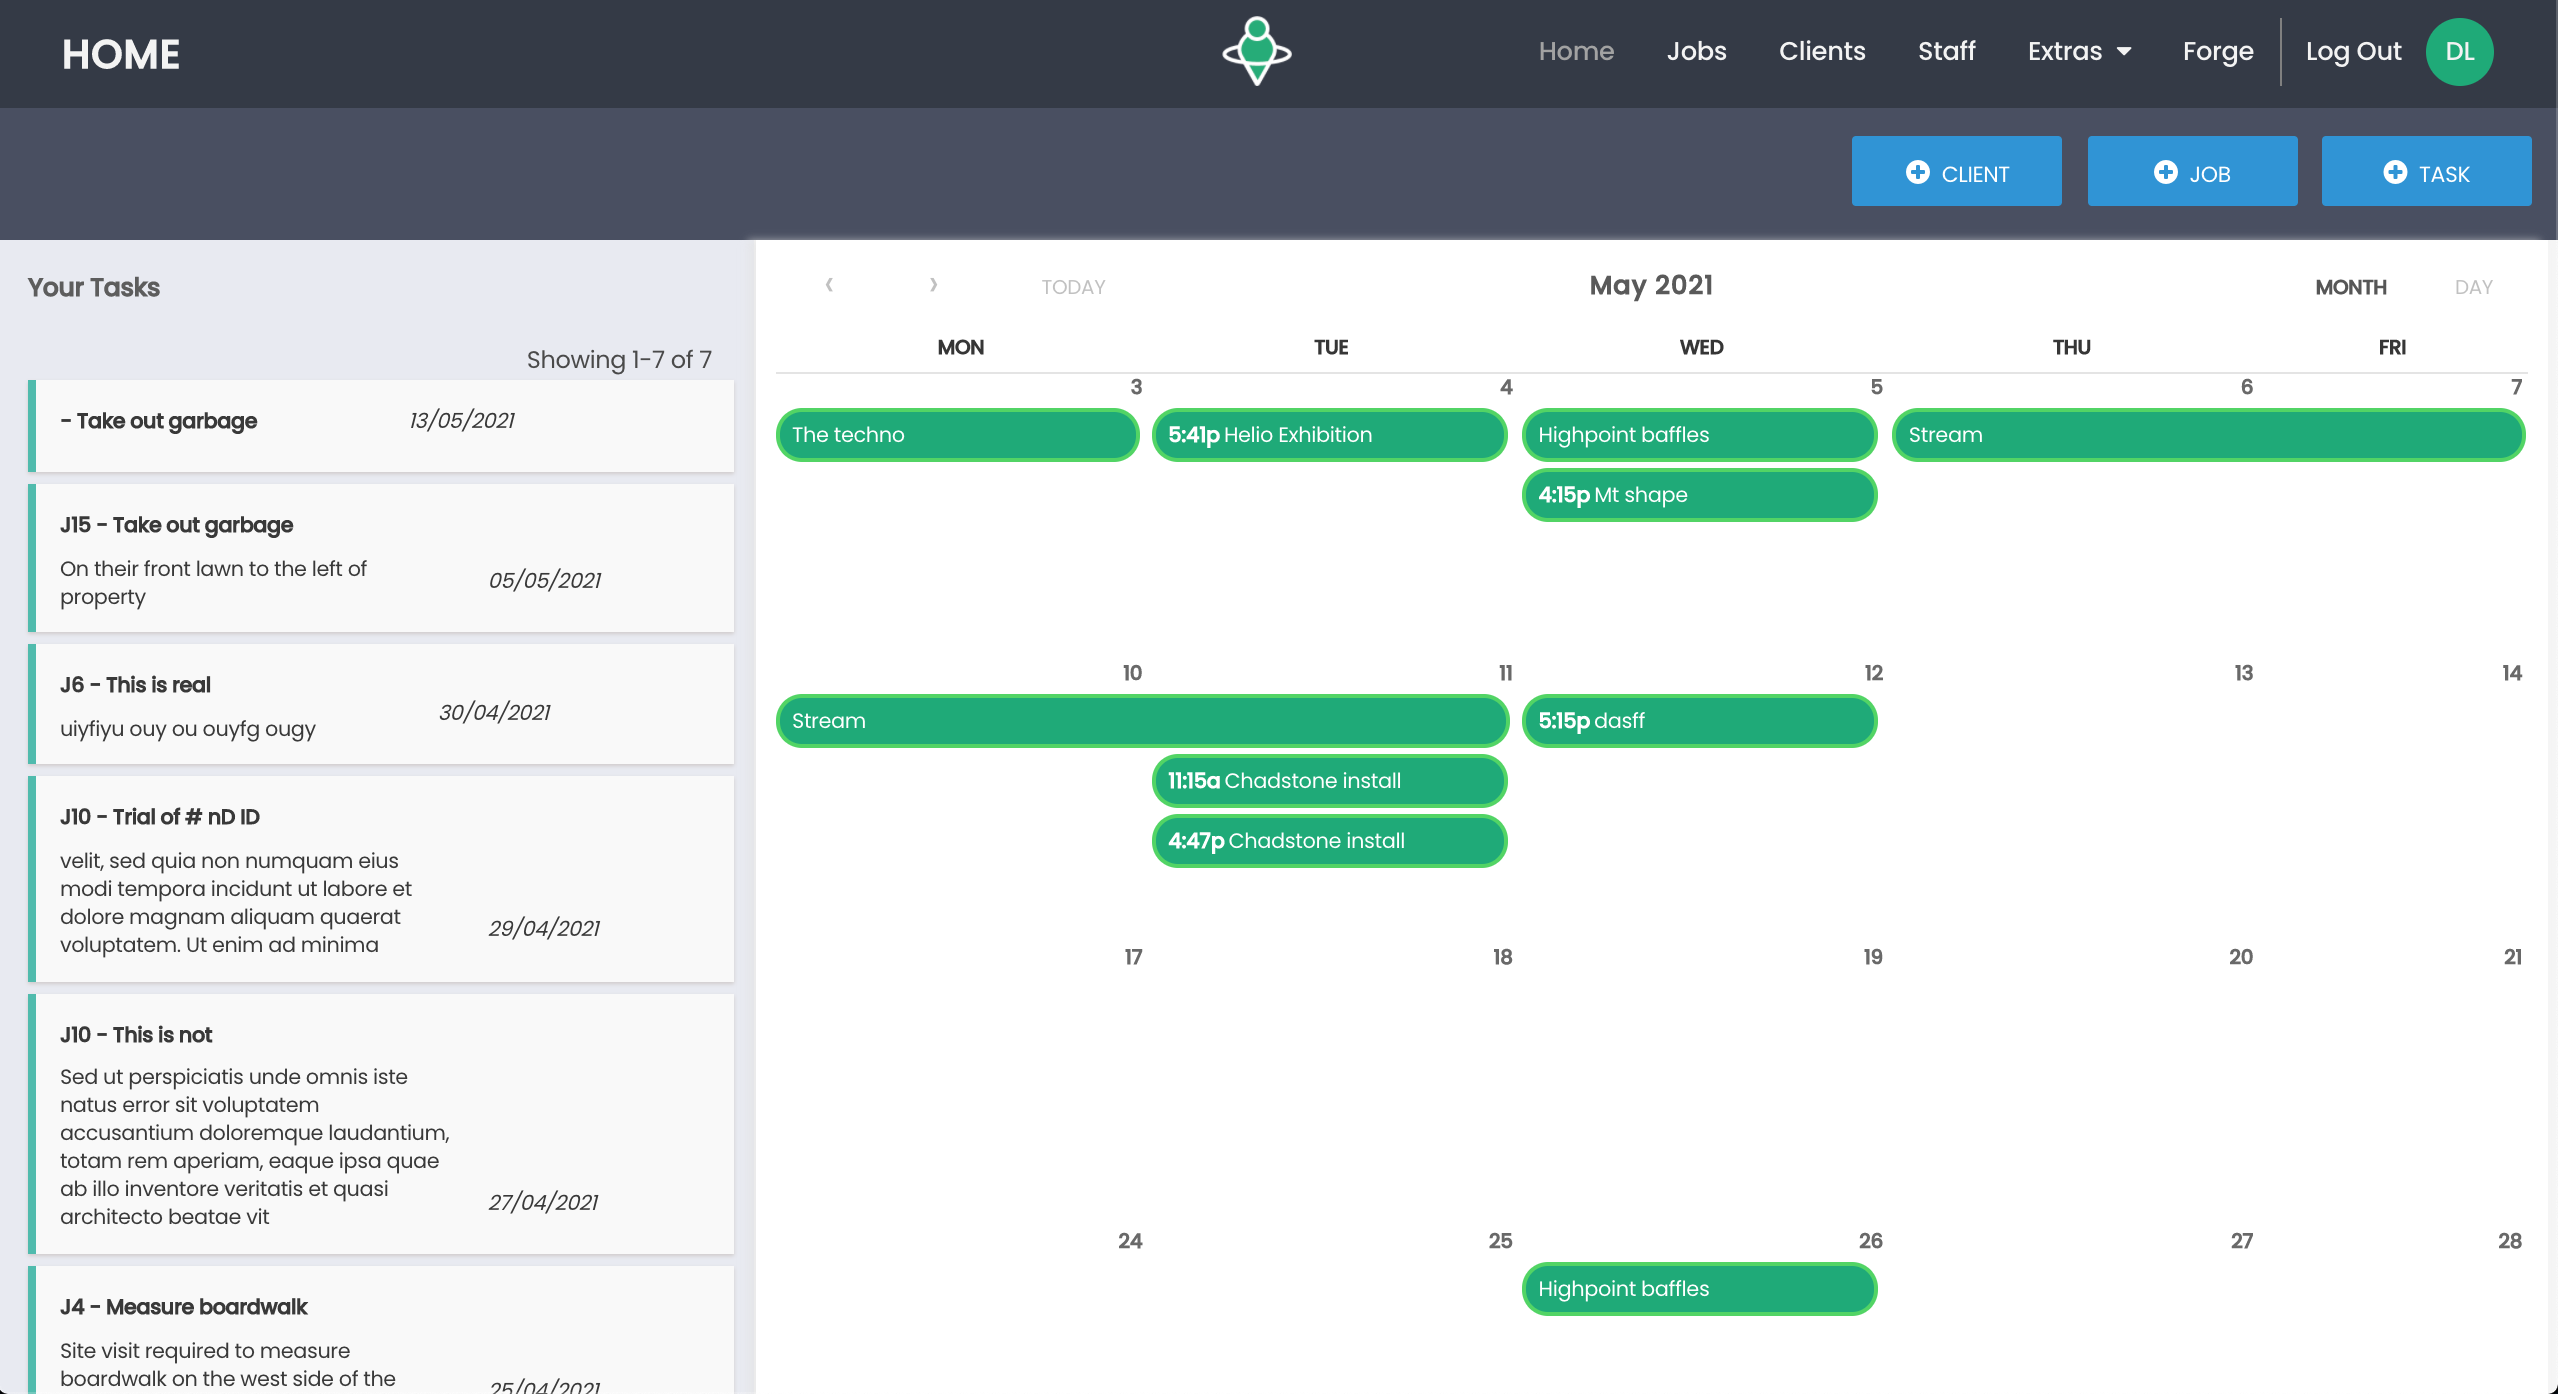 HOME
Home Jobs Clients Staff Extras Forge Log Out DL
CLIENT JOB TASK
Your Tasks
Showing 1-7 of 7
- Take out garbage 13/05/2021
J15 - Take out garbage
On their front lawn to the left of
property
05/05/2021
J6 - This is real
uiyfiyu ouy ou ouyfg ougy
30/04/2021
J10 - Trial of # nD ID
velit, sed quia non numquam eius
modi tempora incidunt ut labore et
dolore magnam aliquam quaerat
voluptatem. Ut enim ad minima
29/04/2021
J10 - This is not
Sed ut perspiciatis unde omnis iste
natus error sit voluptatem
accusantium doloremque laudantium,
totam rem aperiam, eaque ipsa quae
ab illo inventore veritatis et quasi
architecto beatae vit
27/04/2021
J4 - Measure boardwalk
Site visit required to measure
boardwalk on the west side of the
25/04/2021
‹ › TODAY May 2021 MONTH DAY
MON TUE WED THU FRI
3 4 5 6 7
The techno 5:41p Helio Exhibition Highpoint baffles Stream
4:15p Mt shape
10 11 12 13 14
Stream 5:15p dasff
11:15a Chadstone install
4:47p Chadstone install
17 18 19 20 21
24 25 26 27 28
Highpoint baffles